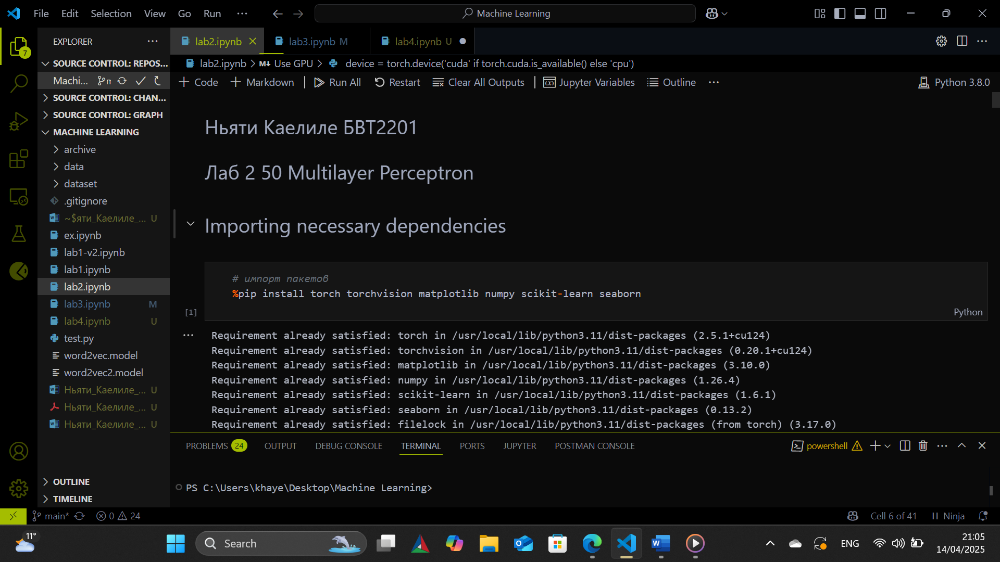 File Edit Selection View Go Run ···
Machine Learning
7
EXPLORER ···
SOURCE CONTROL: REPOS...
Machi...
SOURCE CONTROL: CHAN...
SOURCE CONTROL: GRAPH
MACHINE LEARNING
archive
data
dataset
.gitignore
~$яти_Каелиле_... U
ex.ipynb
lab1-v2.ipynb
lab1.ipynb
lab2.ipynb
lab3.ipynb M
lab4.ipynb U
test.py
word2vec.model
word2vec2.model
Ньяти_Каелиле_... U
Ньяти_Каелиле_... U
Ньяти_Каелиле_... U
OUTLINE
TIMELINE
lab2.ipynb lab3.ipynb M lab4.ipynb U
lab2.ipynb > M↓ Use GPU > device = torch.device('cuda' if torch.cuda.is_available() else 'cpu')
+ Code + Markdown | Run All Restart Clear All Outputs | Jupyter Variables Outline ··· Python 3.8.0
Ньяти Каелиле БВТ2201
Лаб 2 50 Multilayer Perceptron
Importing necessary dependencies
# импорт пакетов
%pip install torch torchvision matplotlib numpy scikit-learn seaborn
[1] Python
Requirement already satisfied: torch in /usr/local/lib/python3.11/dist-packages (2.5.1+cu124)
Requirement already satisfied: torchvision in /usr/local/lib/python3.11/dist-packages (0.20.1+cu124)
Requirement already satisfied: matplotlib in /usr/local/lib/python3.11/dist-packages (3.10.0)
Requirement already satisfied: numpy in /usr/local/lib/python3.11/dist-packages (1.26.4)
Requirement already satisfied: scikit-learn in /usr/local/lib/python3.11/dist-packages (1.6.1)
Requirement already satisfied: seaborn in /usr/local/lib/python3.11/dist-packages (0.13.2)
Requirement already satisfied: filelock in /usr/local/lib/python3.11/dist-packages (from torch) (3.17.0)
PROBLEMS 24 OUTPUT DEBUG CONSOLE TERMINAL PORTS JUPYTER POSTMAN CONSOLE powershell
PS C:\Users\khaye\Desktop\Machine Learning>
main* 0 24 Cell 6 of 41 Ninja
11° Search ENG 21:05
14/04/2025